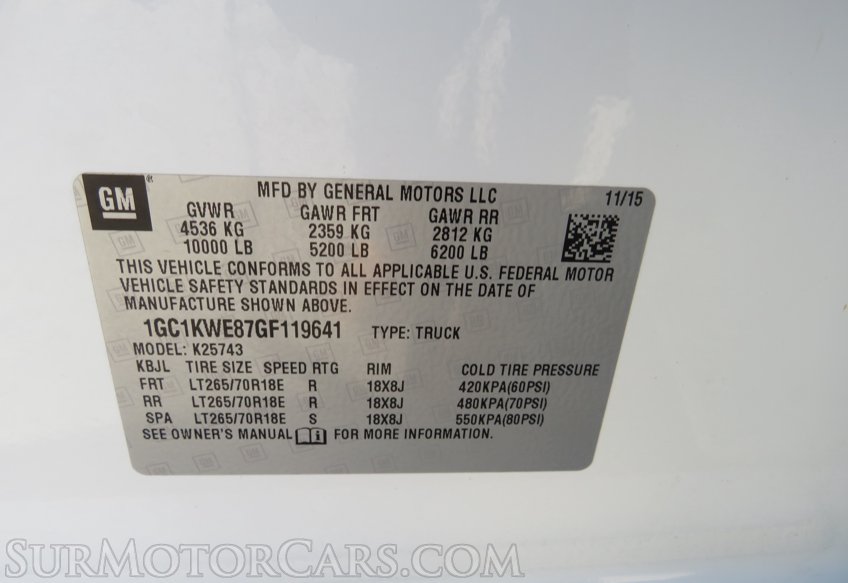 GM
MFD BY GENERAL MOTORS LLC 11/15
GVWR GAWR FRT GAWR RR
4536 KG 2359 KG 2812 KG
10000 LB 5200 LB 6200 LB
THIS VEHICLE CONFORMS TO ALL APPLICABLE U.S. FEDERAL MOTOR
VEHICLE SAFETY STANDARDS IN EFFECT ON THE DATE OF
MANUFACTURE SHOWN ABOVE.
1GC1KWE87GF119641 TYPE: TRUCK
MODEL: K25743
KBJL TIRE SIZE SPEED RTG RIM COLD TIRE PRESSURE
FRT LT265/70R18E R 18X8J 420KPA(60PSI)
RR LT265/70R18E R 18X8J 480KPA(70PSI)
SPA LT265/70R18E S 18X8J 550KPA(80PSI)
SEE OWNER'S MANUAL FOR MORE INFORMATION.
SurMotorCars.com